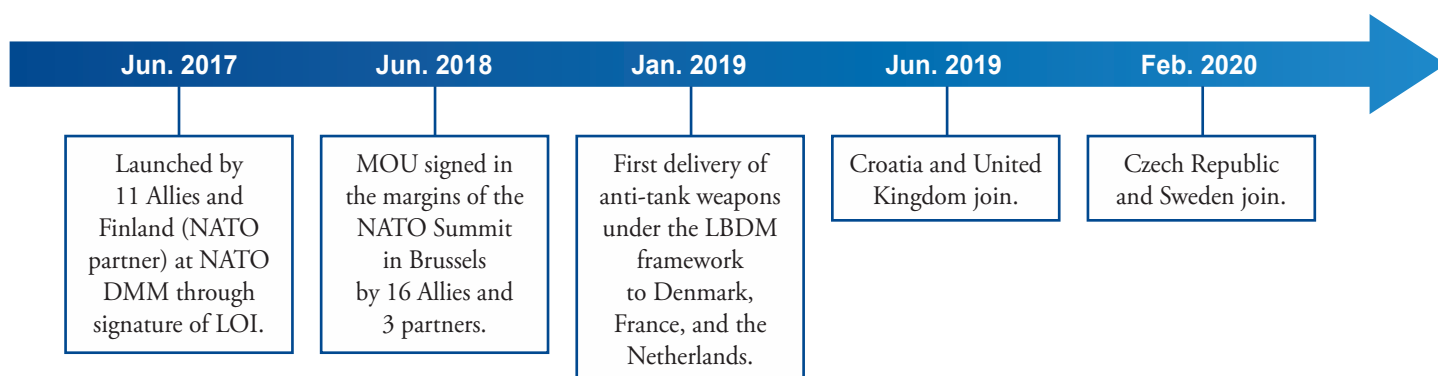 Jun. 2017
Jun. 2018
Jan. 2019
Jun. 2019
Feb. 2020
Launched by
11 Allies and
Finland (NATO
partner) at NATO
DMM through
signature of LOI.
MOU signed in
the margins of the
NATO Summit
in Brussels
by 16 Allies and
3 partners.
First delivery of
anti-tank weapons
under the LBDM
framework
to Denmark,
France, and the
Netherlands.
Croatia and United
Kingdom join.
Czech Republic
and Sweden join.